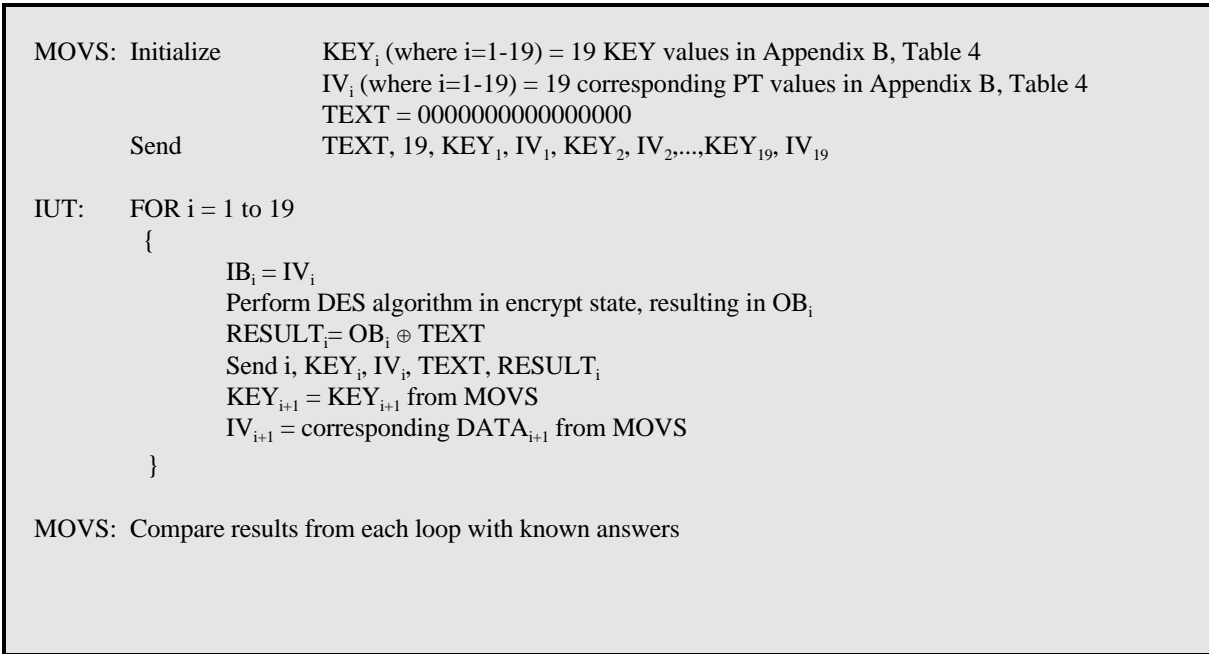 MOVS: Initialize KEYᵢ (where i=1-19) = 19 KEY values in Appendix B, Table 4
IVᵢ (where i=1-19) = 19 corresponding PT values in Appendix B, Table 4
TEXT = 0000000000000000
Send TEXT, 19, KEY₁, IV₁, KEY₂, IV₂,...,KEY₁₉, IV₁₉
IUT: FOR i = 1 to 19
{
IBᵢ = IVᵢ
Perform DES algorithm in encrypt state, resulting in OBᵢ
RESULTᵢ= OBᵢ ⊕ TEXT
Send i, KEYᵢ, IVᵢ, TEXT, RESULTᵢ
KEYᵢ₊₁ = KEYᵢ₊₁ from MOVS
IVᵢ₊₁ = corresponding DATAᵢ₊₁ from MOVS
}
MOVS: Compare results from each loop with known answers